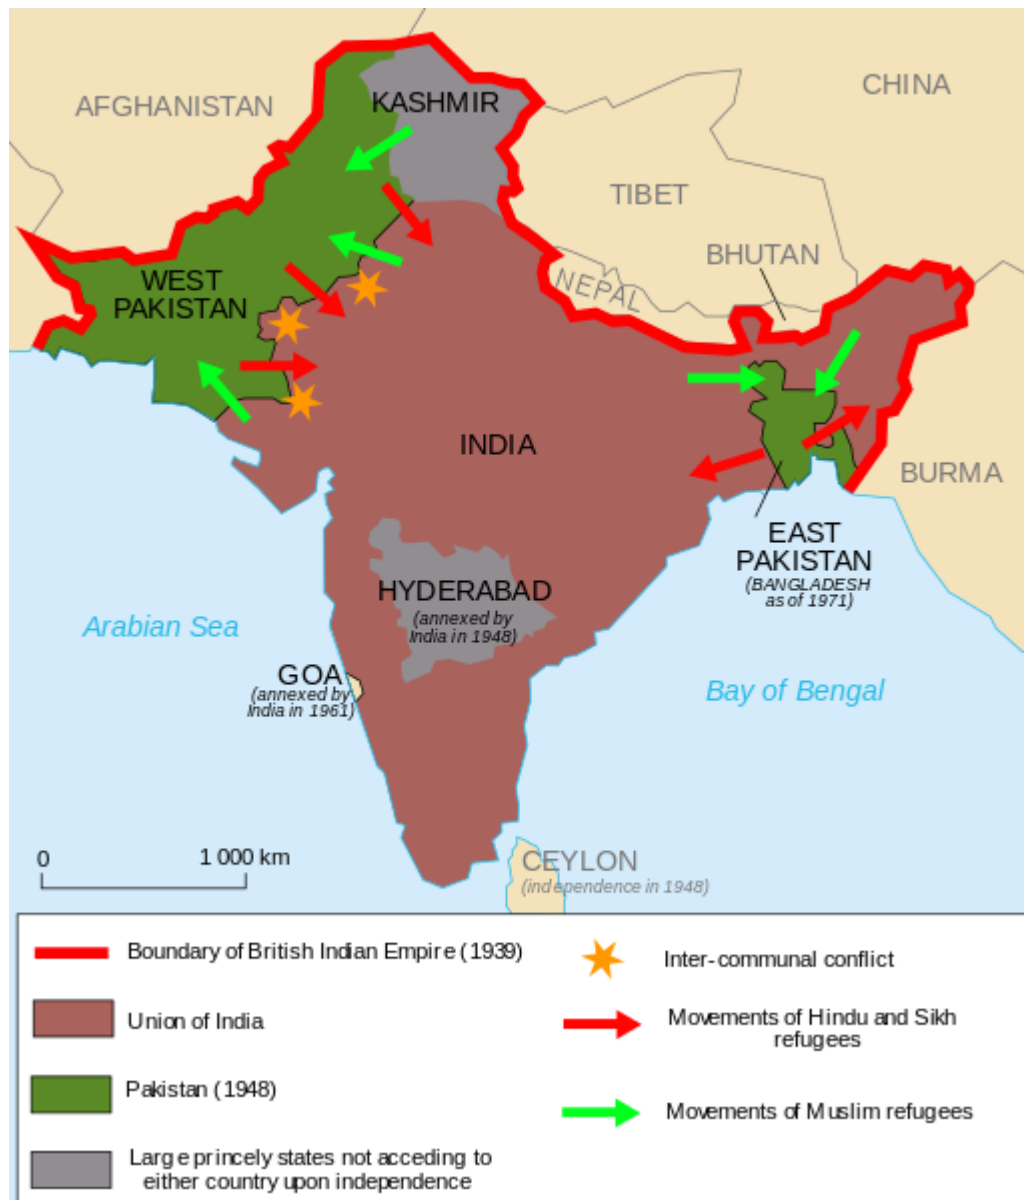 CHINA
AFGHANISTAN
KASHMIR
TIBET
BHUTAN
NEPAL
WEST
PAKISTAN
INDIA
BURMA
EAST
PAKISTAN
(BANGLADESH
as of 1971)
HYDERABAD
(annexed by
India in 1948)
Arabian Sea
GOA
(annexed by
India in 1961)
Bay of Bengal
0 1 000 km
CEYLON
(independence in 1948)
Boundary of British Indian Empire (1939)
Union of India
Pakistan (1948)
Large princely states not acceding to
either country upon independence
Inter-communal conflict
Movements of Hindu and Sikh
refugees
Movements of Muslim refugees